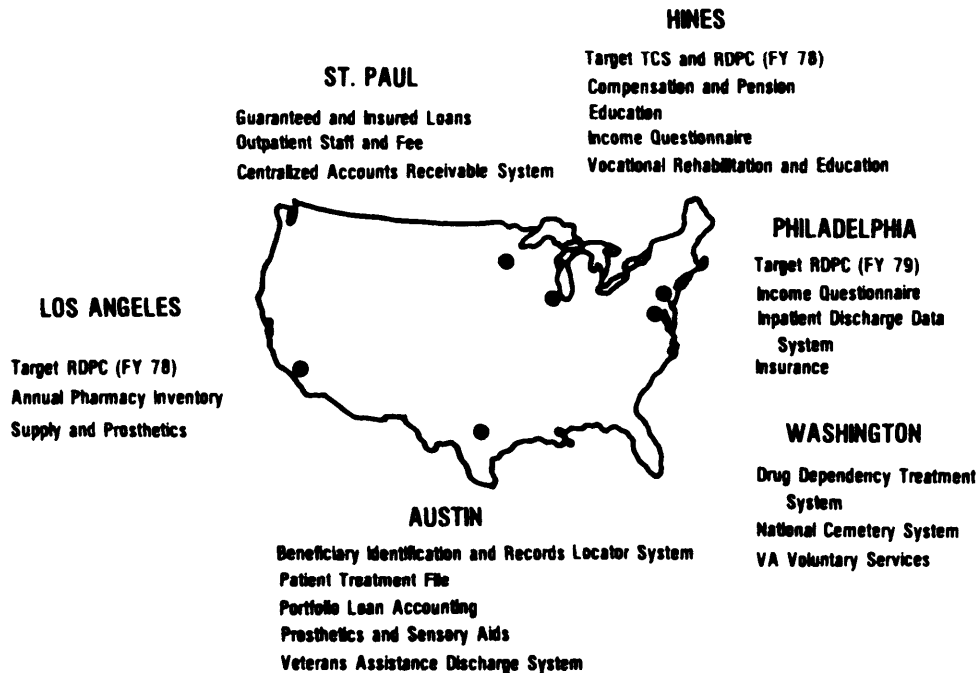 HINES
Target TCS and RDPC (FY 78)
Compensation and Pension
Education
Income Questionnaire
Vocational Rehabilitation and Education
ST. PAUL
Guaranteed and Insured Loans
Outpatient Staff and Fee
Centralized Accounts Receivable System
PHILADELPHIA
Target RDPC (FY 79)
Income Questionnaire
Inpatient Discharge Data
System
Insurance
LOS ANGELES
Target RDPC (FY 78)
Annual Pharmacy Inventory
Supply and Prosthetics
WASHINGTON
Drug Dependency Treatment
System
National Cemetery System
VA Voluntary Services
AUSTIN
Beneficiary Identification and Records Locator System
Patient Treatment File
Portfolio Loan Accounting
Prosthetics and Sensory Aids
Veterans Assistance Discharge System